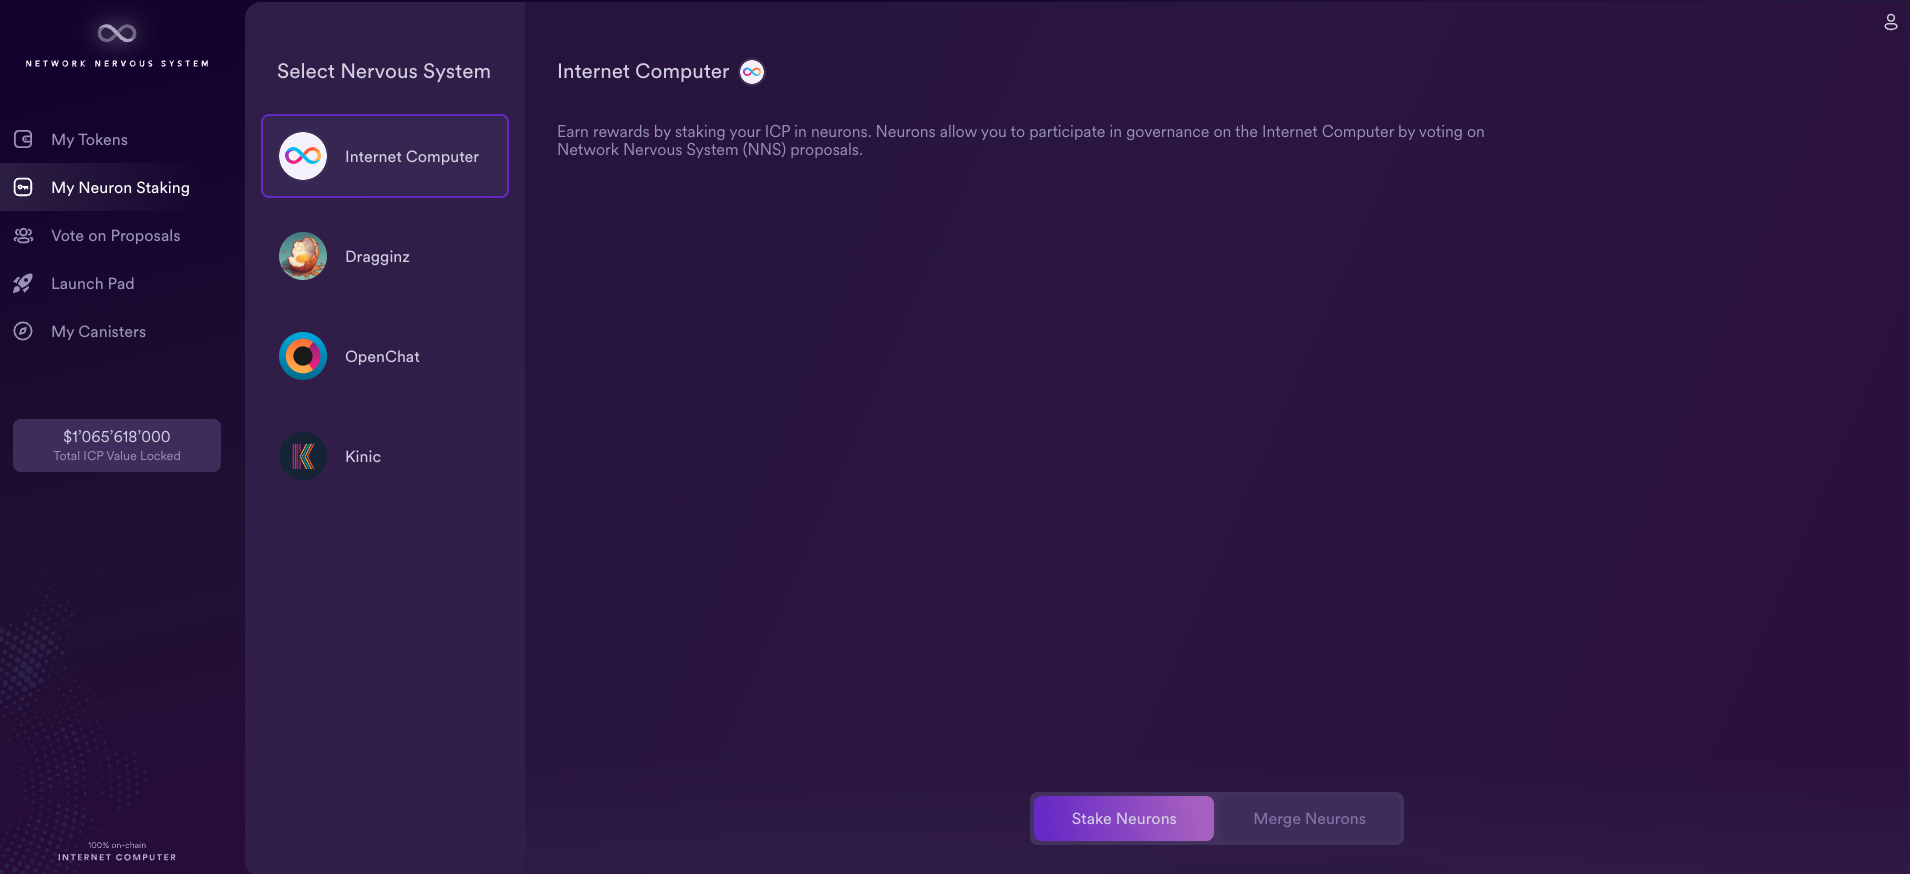 NETWORK NERVOUS SYSTEM
My Tokens
My Neuron Staking
Vote on Proposals
Launch Pad
My Canisters
$1’065’618’000
Total ICP Value Locked
100% on-chain
INTERNET COMPUTER
Select Nervous System
Internet Computer
Dragginz
OpenChat
Kinic
Internet Computer
Earn rewards by staking your ICP in neurons. Neurons allow you to participate in governance on the Internet Computer by voting on
Network Nervous System (NNS) proposals.
Stake Neurons
Merge Neurons